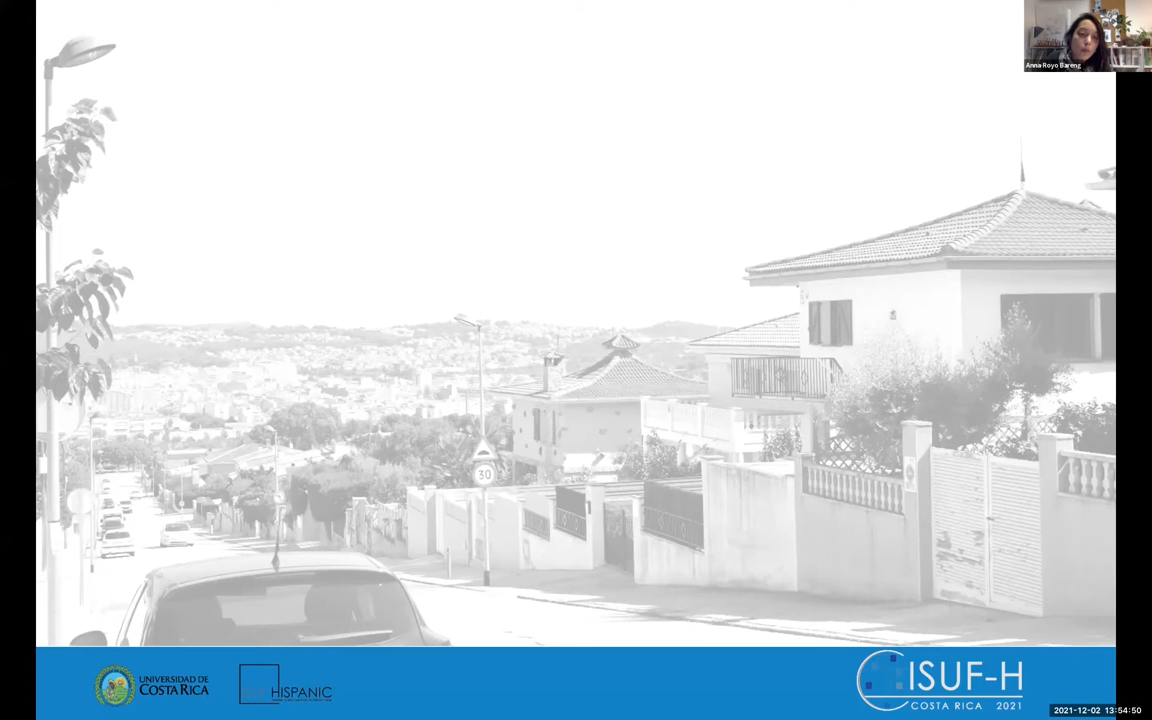 Anna Royo Bareng
30
UNIVERSIDAD DE
COSTA RICA
HISPANIC
ISUF-H
COSTA RICA 2021
2021-12-02 13:54:50